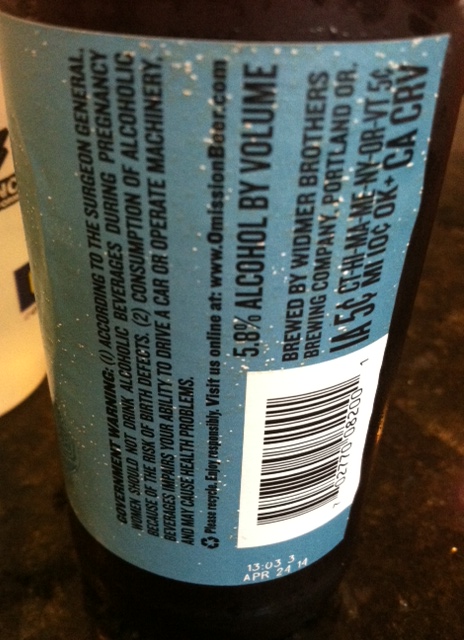 GOVERNMENT WARNING: (1) ACCORDING TO THE SURGEON GENERAL,
WOMEN SHOULD NOT DRINK ALCOHOLIC BEVERAGES DURING PREGNANCY
BECAUSE OF THE RISK OF BIRTH DEFECTS. (2) CONSUMPTION OF ALCOHOLIC
BEVERAGES IMPAIRS YOUR ABILITY TO DRIVE A CAR OR OPERATE MACHINERY,
AND MAY CAUSE HEALTH PROBLEMS.
Please recycle. Enjoy responsibly. Visit us online at: www.OmissionBeer.com
5.8% ALCOHOL BY VOLUME
BREWED BY WIDMER BROTHERS
BREWING COMPANY, PORTLAND OR.
IA 5¢ CT-HI-MA-ME-NY-OR-VT 5¢
MI 10¢ OK+ CA CRV
7 02770 08200 1
13:03 3
APR 24 14